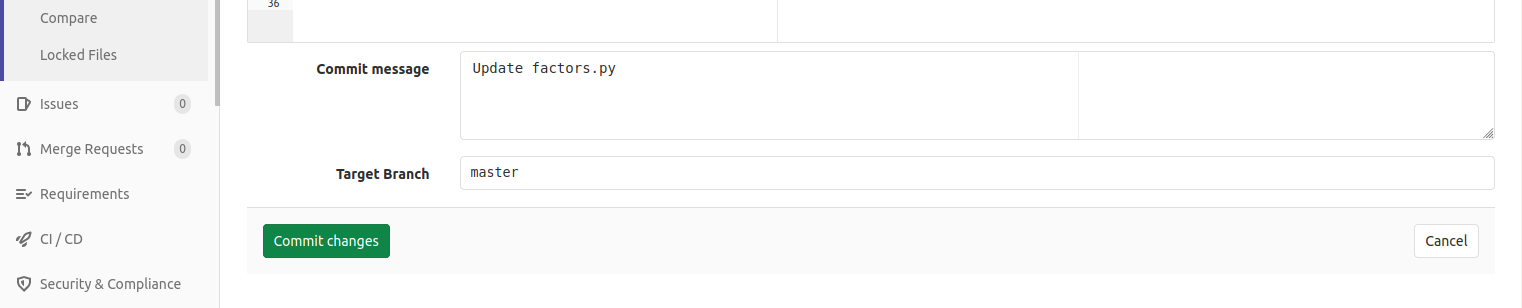 Compare
36
Locked Files
Commit message
Update factors.py
Issues
0
Merge Requests
0
Target Branch
master
Requirements
CI / CD
Commit changes
Cancel
Security & Compliance